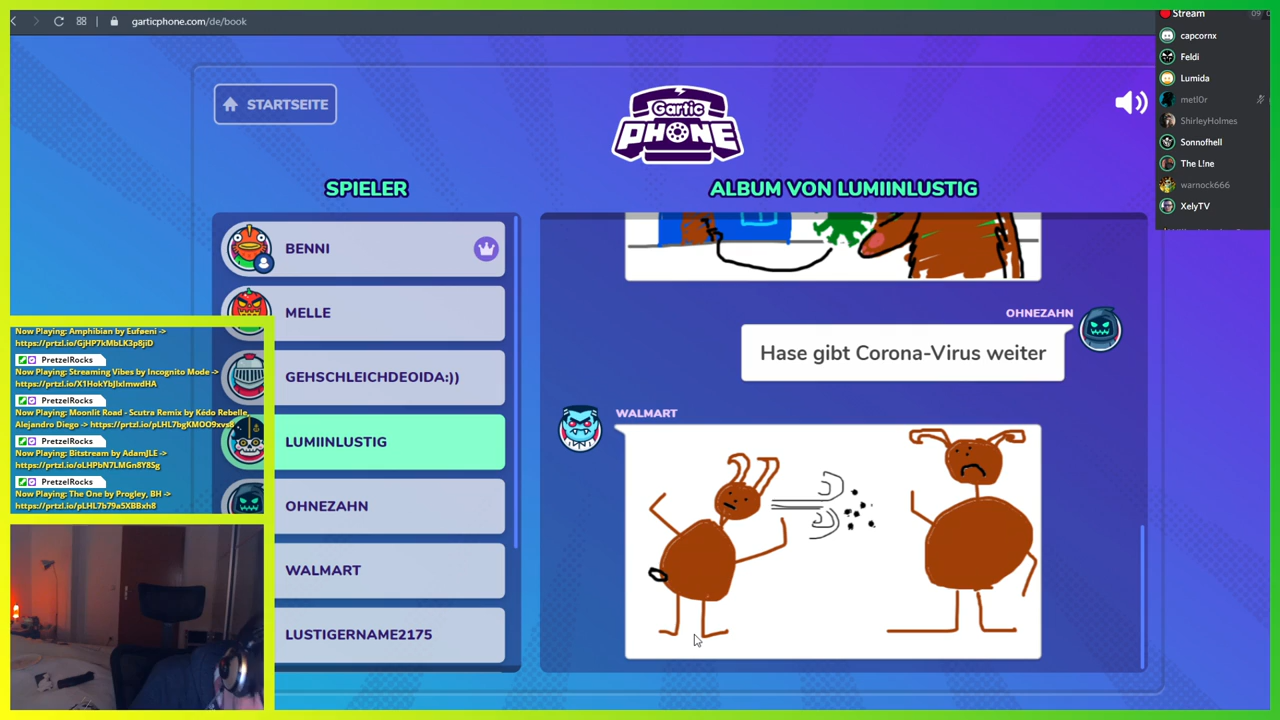 garticphone.com/de/book
Stream
capcornx
Feldi
Lumida
metl0r
ShirleyHolmes
Sonnofhell
The L!ne
warnock666
XelyTV
STARTSEITE
Gartic
PHONE
SPIELER
BENNI
MELLE
GEHSCHLEICHDEOIDA:))
LUMIINLUSTIG
OHNEZAHN
WALMART
LUSTIGERNAME2175
ALBUM VON LUMIINLUSTIG
OHNEZAHN
Hase gibt Corona-Virus weiter
WALMART
Now Playing: Amphibian by Euføeni ->
https://prtzl.io/GjHP7kMbLK3p8jiD
PretzelRocks
Now Playing: Streaming Vibes by Incognito Mode ->
https://prtzl.io/X1HokYbJlxlmwdHA
PretzelRocks
Now Playing: Moonlit Road - Scutra Remix by Kédo Rebelle,
Alejandro Diego -> https://prtzl.io/pLHL7bgKMOO9xvs8
PretzelRocks
Now Playing: Bitstream by AdamJLE ->
https://prtzl.io/oLHPbN7LMGn8Y8Sg
PretzelRocks
Now Playing: The One by Progley, BH ->
https://prtzl.io/pLHL7b79a5XBBxh8